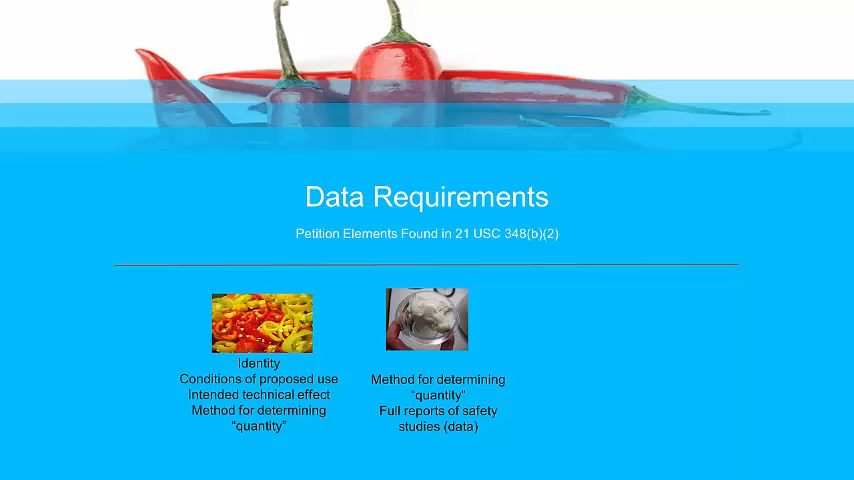 Data Requirements
Petition Elements Found in 21 USC 348(b)(2)
Identity
Conditions of proposed use
Intended technical effect
Method for determining
“quantity”
Method for determining
“quantity”
Full reports of safety
studies (data)